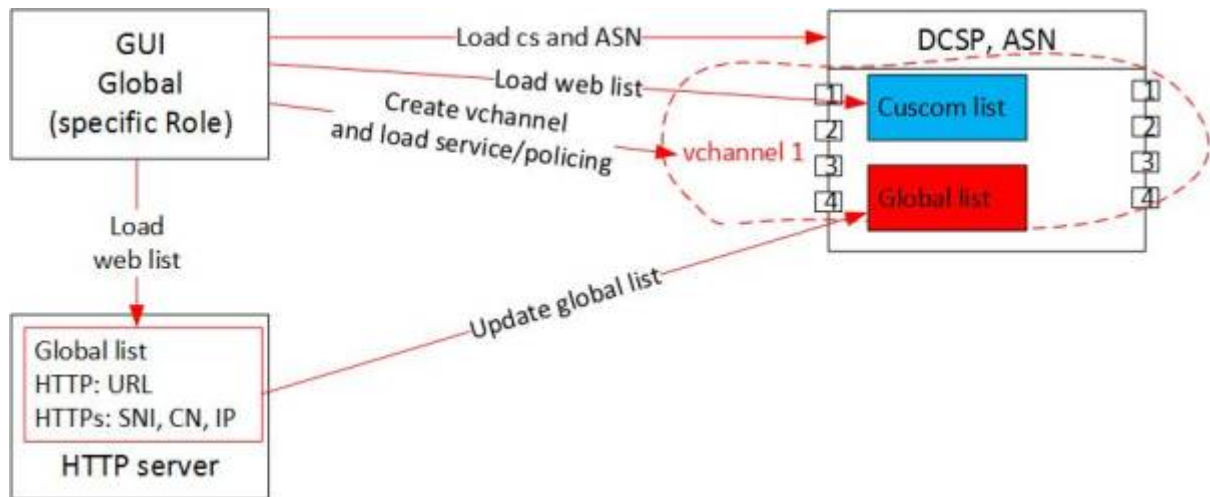 GUI
Global
(specific Role)
Load cs and ASN
Load web list
Create vchannel
and load service/policing
DCSP, ASN
1
2
3
4
Cuscom list
vchannel 1
Global list
1
2
3
4
Load
web list
Update global list
Global list
HTTP: URL
HTTPs: SNI, CN, IP
HTTP server